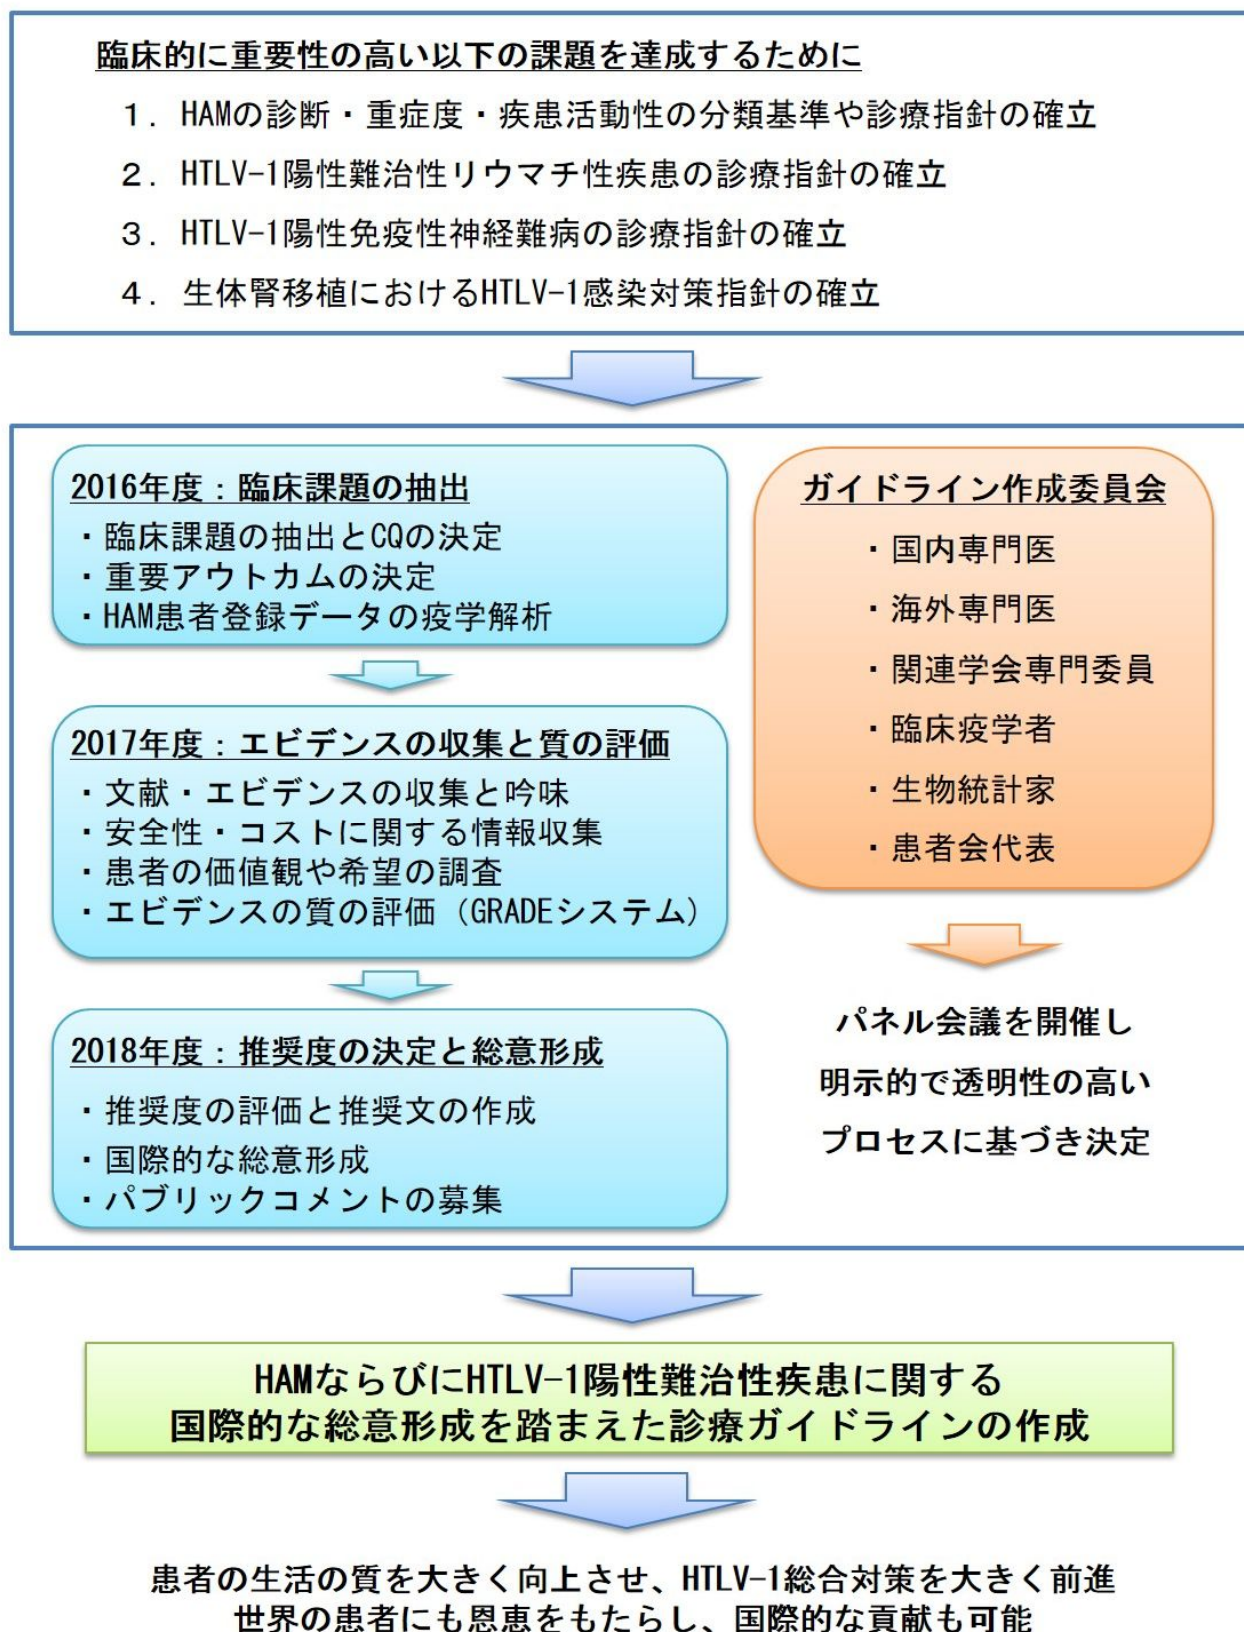 臨床的に重要性の高い以下の課題を達成するために
1. HAMの診断・重症度・疾患活動性の分類基準や診療指針の確立
2. HTLV-1陽性難治性リウマチ性疾患の診療指針の確立
3. HTLV-1陽性免疫性神経難病の診療指針の確立
4. 生体腎移植におけるHTLV-1感染対策指針の確立
2016年度：臨床課題の抽出
・臨床課題の抽出とCQの決定
・重要アウトカムの決定
・HAM患者登録データの疫学解析
2017年度：エビデンスの収集と質の評価
・文献・エビデンスの収集と吟味
・安全性・コストに関する情報収集
・患者の価値観や希望の調査
・エビデンスの質の評価（GRADEシステム）
2018年度：推奨度の決定と総意形成
・推奨度の評価と推奨文の作成
・国際的な総意形成
・パブリックコメントの募集
ガイドライン作成委員会
・国内専門医
・海外専門医
・関連学会専門委員
・臨床疫学者
・生物統計家
・患者会代表
パネル会議を開催し
明示的で透明性の高い
プロセスに基づき決定
HAMならびにHTLV-1陽性難治性疾患に関する
国際的な総意形成を踏まえた診療ガイドラインの作成
患者の生活の質を大きく向上させ、HTLV-1総合対策を大きく前進
世界の患者にも恩恵をもたらし、国際的な貢献も可能